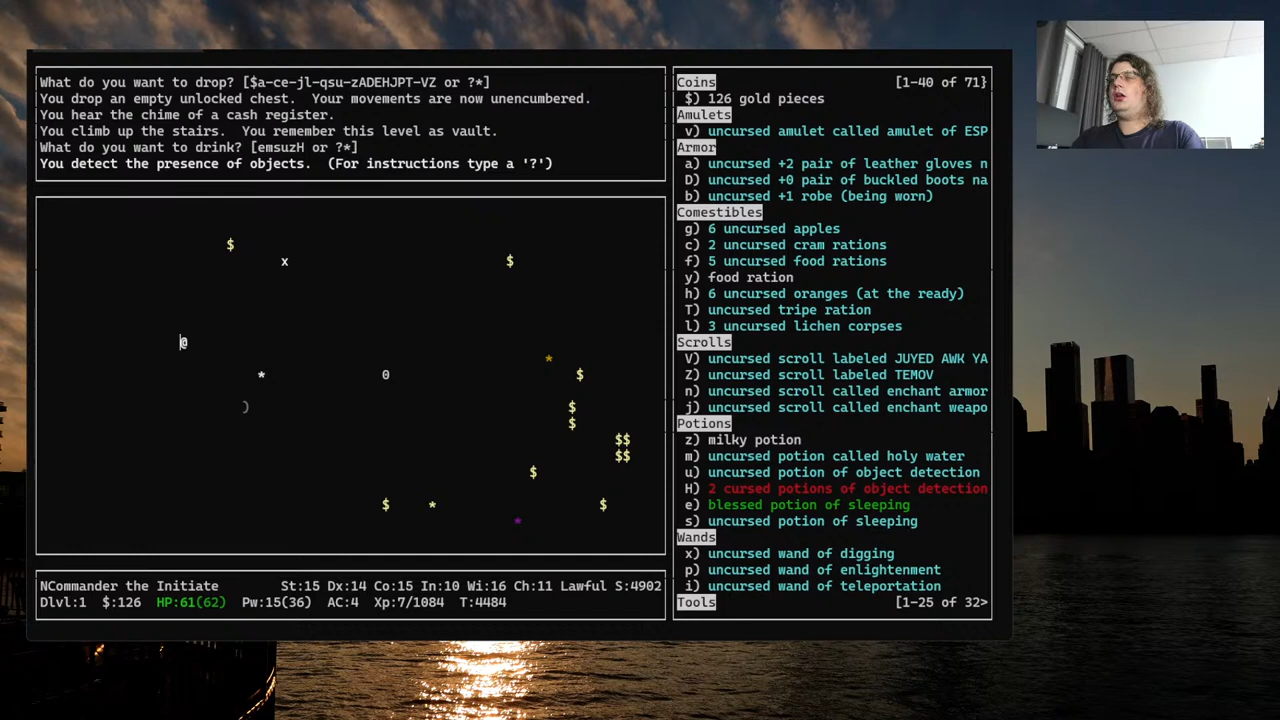 What do you want to drop? [$a-ce-jl-qsu-zADEHJPT-VZ or ?*]
You drop an empty unlocked chest.  Your movements are now unencumbered.
You hear the chime of a cash register.
You climb up the stairs.  You remember this level as vault.
What do you want to drink? [emsuzH or ?*]
You detect the presence of objects.  (For instructions type a '?')
$
x $
@
*
* 0 $
) $
$
$$
$$
$
$ * $
*
NCommander the Initiate St:15 Dx:14 Co:15 In:10 Wi:16 Ch:11 Lawful S:4902
Dlvl:1 $:126 HP:61(62) Pw:15(36) AC:4 Xp:7/1084 T:4484
Coins [1-40 of 71}
$) 126 gold pieces
Amulets
v) uncursed amulet called amulet of ESP
Armor
a) uncursed +2 pair of leather gloves n
D) uncursed +0 pair of buckled boots na
b) uncursed +1 robe (being worn)
Comestibles
g) 6 uncursed apples
c) 2 uncursed cram rations
f) 5 uncursed food rations
y) food ration
h) 6 uncursed oranges (at the ready)
T) uncursed tripe ration
l) 3 uncursed lichen corpses
Scrolls
V) uncursed scroll labeled JUYED AWK YA
Z) uncursed scroll labeled TEMOV
n) uncursed scroll called enchant armor
j) uncursed scroll called enchant weapo
Potions
z) milky potion
m) uncursed potion called holy water
u) uncursed potion of object detection
H) 2 cursed potions of object detection
e) blessed potion of sleeping
s) uncursed potion of sleeping
Wands
x) uncursed wand of digging
p) uncursed wand of enlightenment
i) uncursed wand of teleportation
Tools [1-25 of 32>